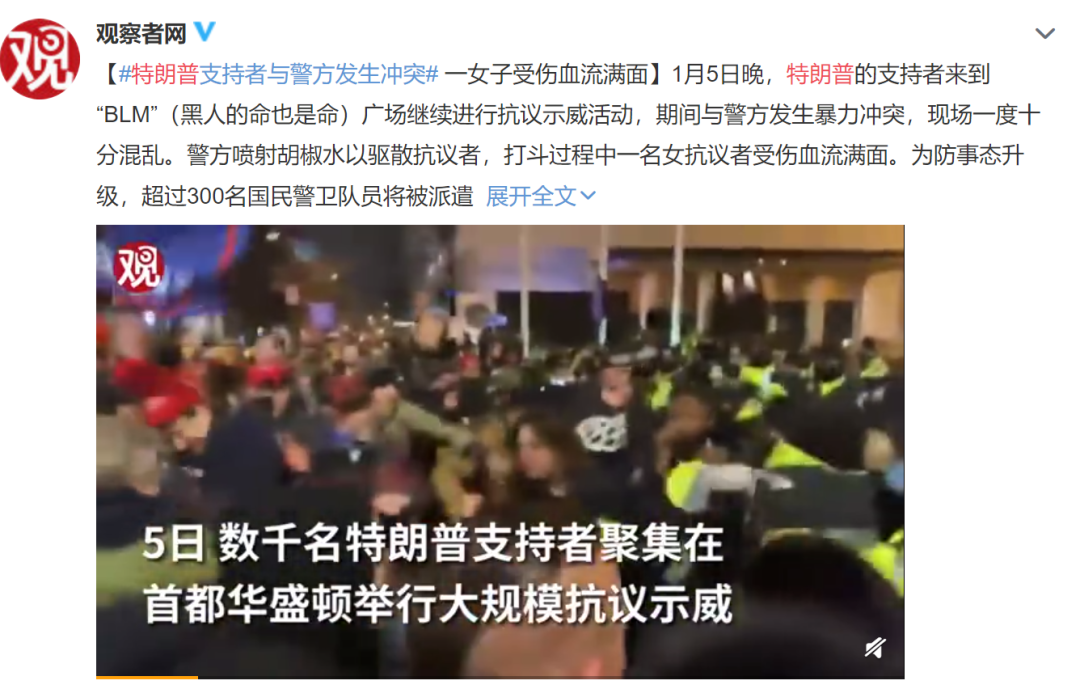 观
观察者网
【#特朗普支持者与警方发生冲突# 一女子受伤血流满面】1月5日晚，特朗普的支持者来到
“BLM”（黑人的命也是命）广场继续进行抗议示威活动，期间与警方发生暴力冲突，现场一度十
分混乱。警方喷射胡椒水以驱散抗议者，打斗过程中一名女抗议者受伤血流满面。为防事态升
级，超过300名国民警卫队员将被派遣 展开全文
观
5日 数千名特朗普支持者聚集在
首都华盛顿举行大规模抗议示威